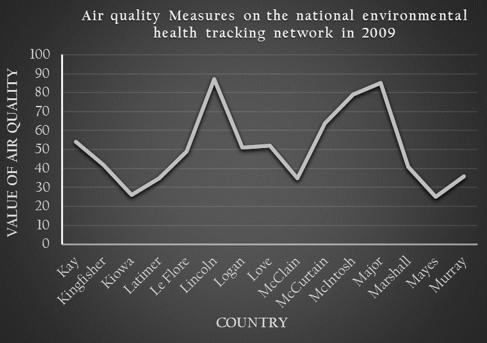 Air quality Measures on the national environmental
health tracking network in 2009
VALUE OF AIR QUALITY
100
90
80
70
60
50
40
30
20
10
0
Kay
Kingfisher
Kiowa
Latimer
Le Flore
Lincoln
Logan
Love
McClain
McCurtain
McIntosh
Major
Marshall
Mayes
Murray
COUNTRY